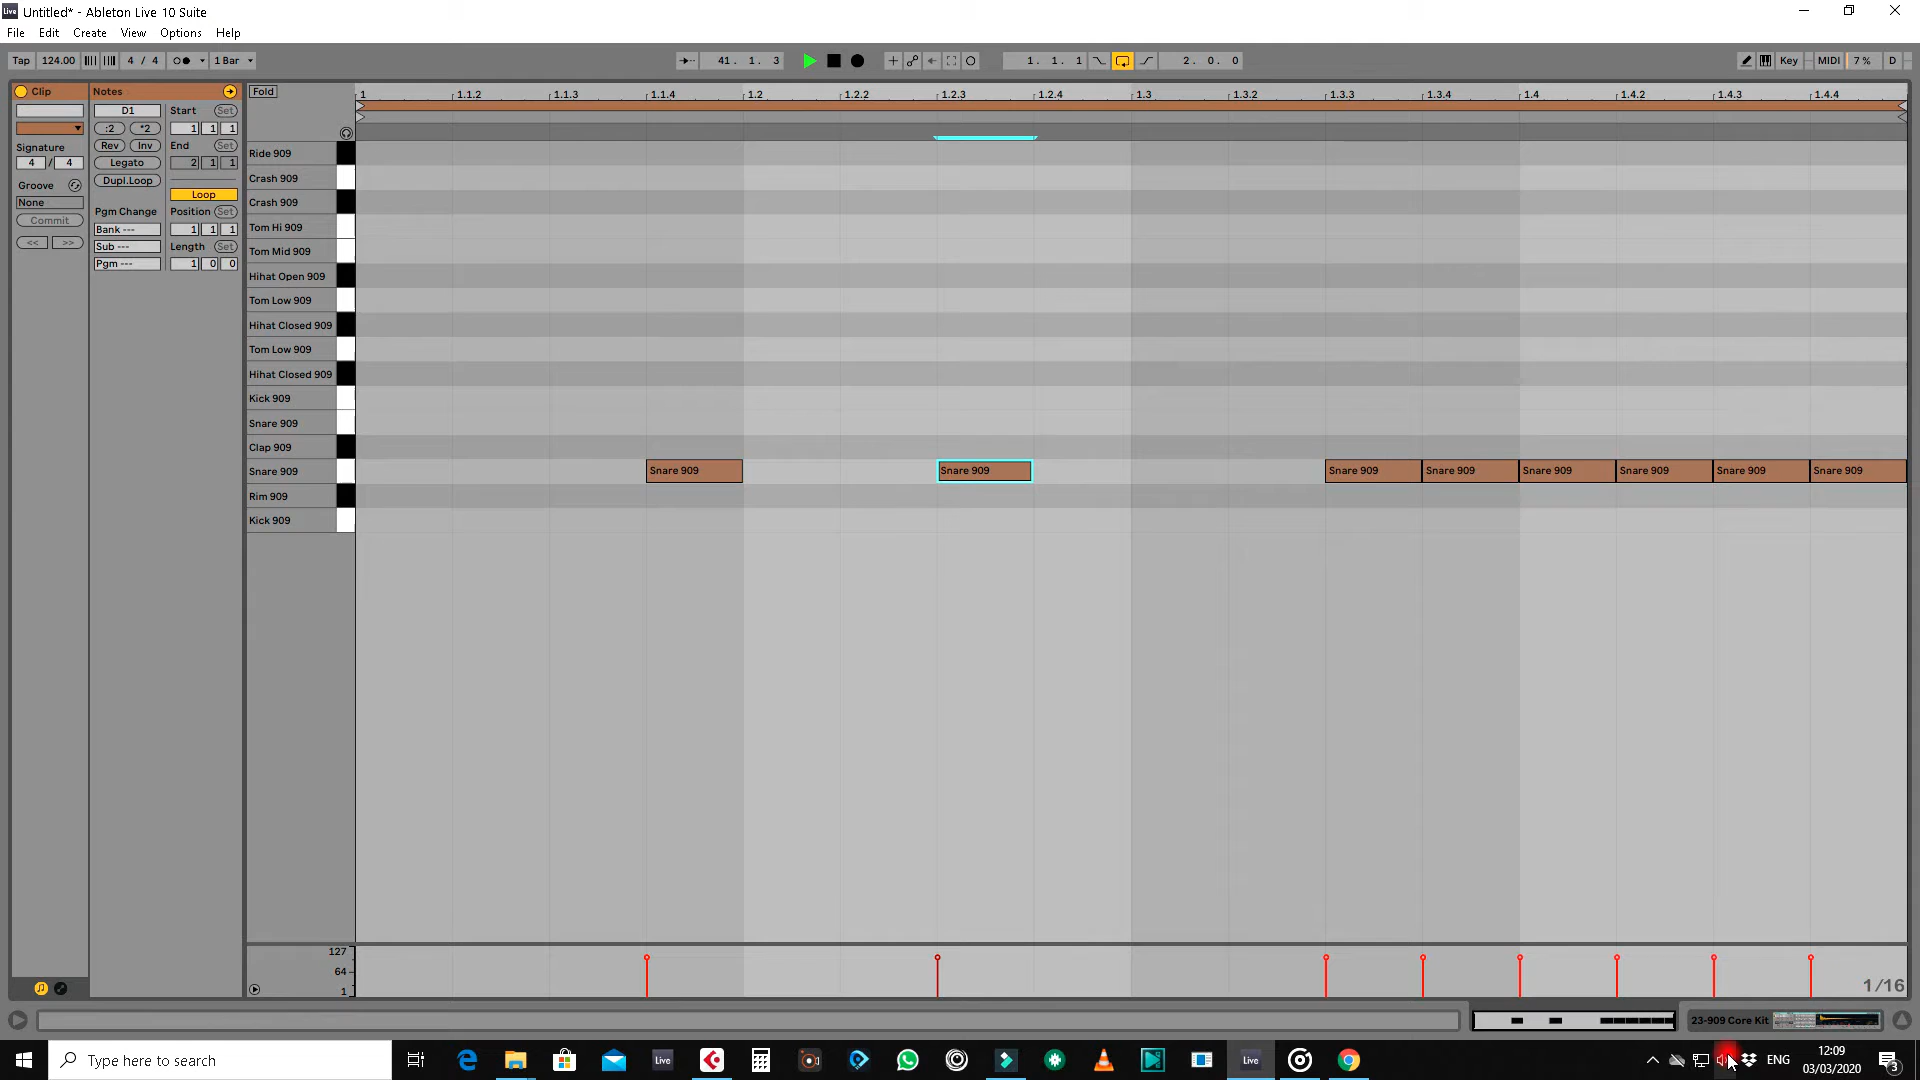 Live Untitled* - Ableton Live 10 Suite
File Edit Create View Options Help
Tap 124.00 4 / 4 1 Bar 41. 1. 3 1. 1. 1 2. 0. 0 Key MIDI 7 % D
Clip Notes Fold 1 1.1.2 1.1.3 1.1.4 1.2 1.2.2 1.2.3 1.2.4 1.3 1.3.2 1.3.3 1.3.4 1.4 1.4.2 1.4.3 1.4.4
D1 Start Set
:2 *2 1 1 1
Signature Rev Inv End Set
4 / 4 Legato 2 1 1
Groove Dupl.Loop Loop
None Pgm Change Position Set
Commit Bank --- 1 1 1
<< >> Sub --- Length Set
Pgm --- 1 0 0
Ride 909
Crash 909
Crash 909
Tom Hi 909
Tom Mid 909
Hihat Open 909
Tom Low 909
Hihat Closed 909
Tom Low 909
Hihat Closed 909
Kick 909
Snare 909
Clap 909
Snare 909 Snare 909 Snare 909 Snare 909 Snare 909 Snare 909 Snare 909 Snare 909 Snare 909
Rim 909
Kick 909
127
64
1 1/16
23-909 Core Kit
Type here to search Live Live ENG 12:09
03/03/2020 3